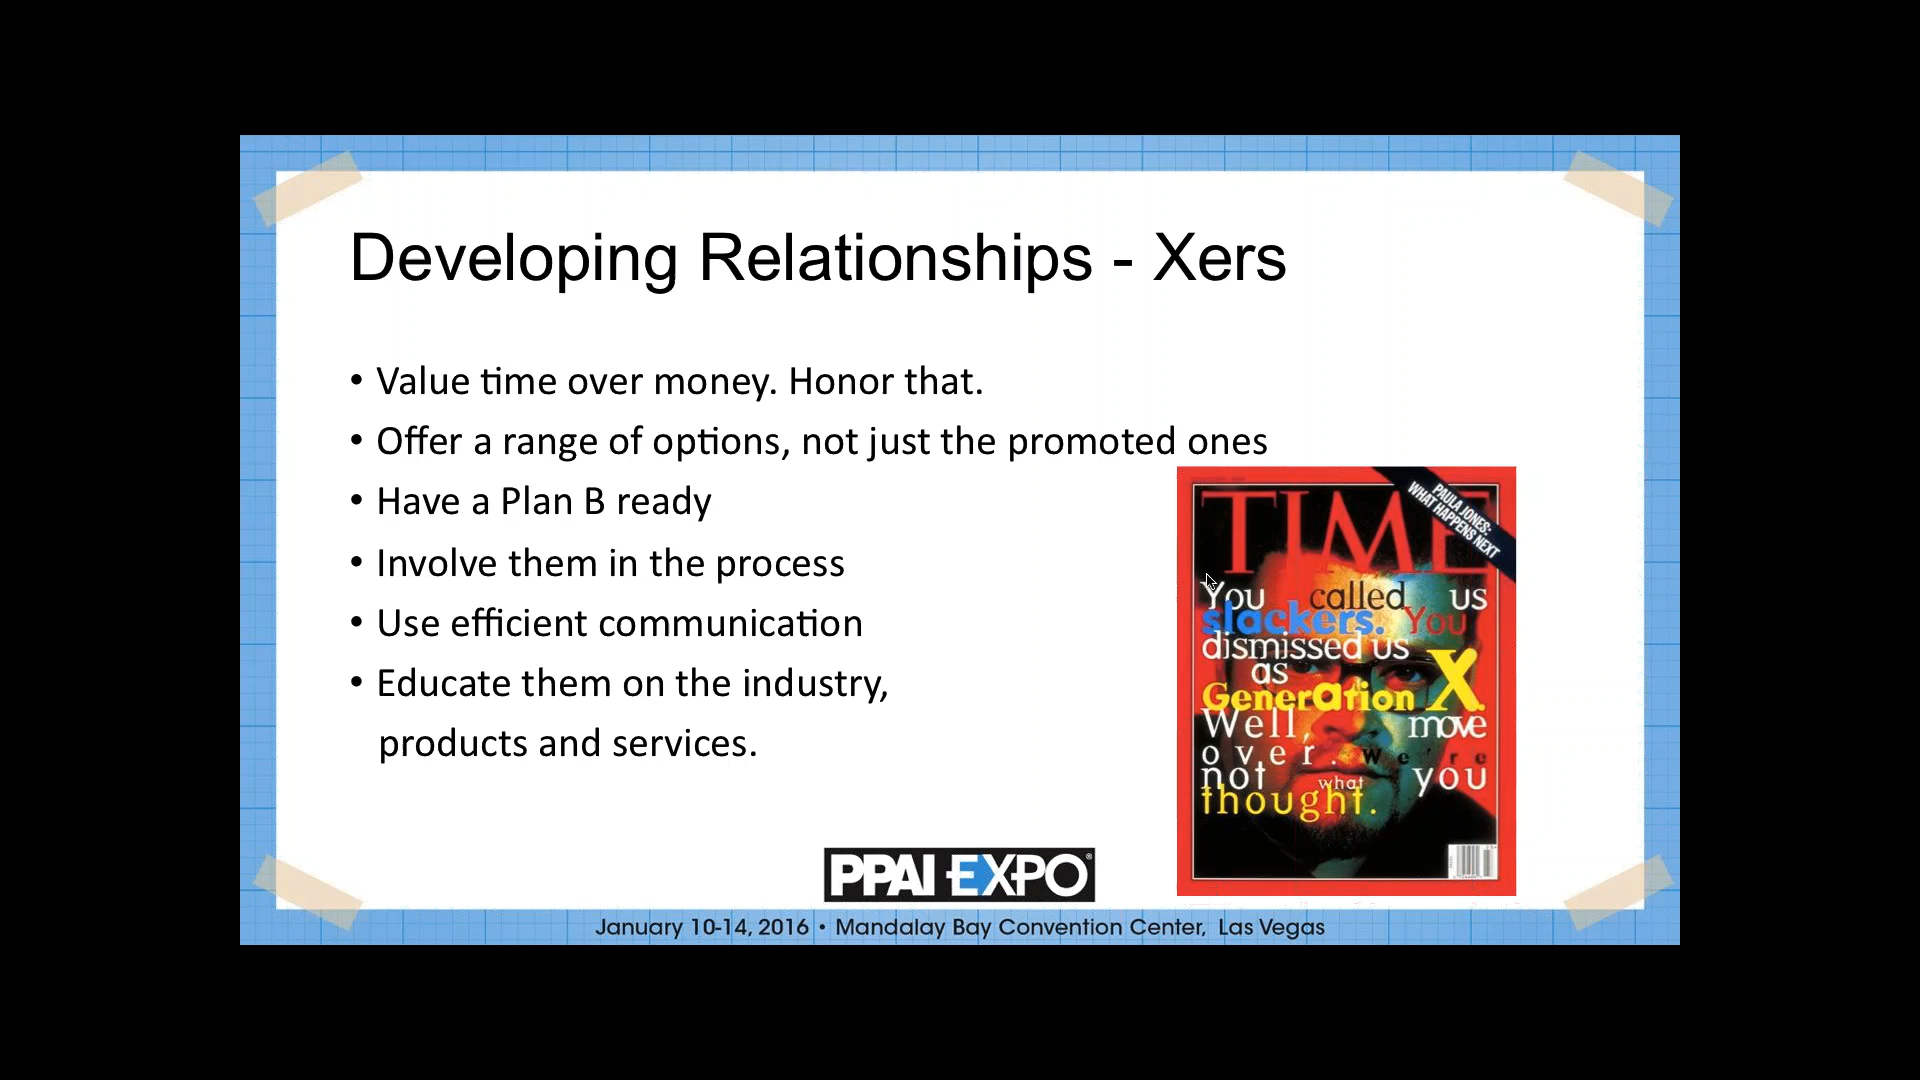 Developing Relationships - Xers
• Value time over money. Honor that.
• Offer a range of options, not just the promoted ones
• Have a Plan B ready
• Involve them in the process
• Use efficient communication
• Educate them on the industry,
products and services.
TIME
PAULA JONES:
WHAT HAPPENS NEXT
You called us
slackers. You
dismissed us
as
Generation X.
Well, move
over. We're
not what you
thought.
PPAI EXPO®
January 10-14, 2016 • Mandalay Bay Convention Center, Las Vegas